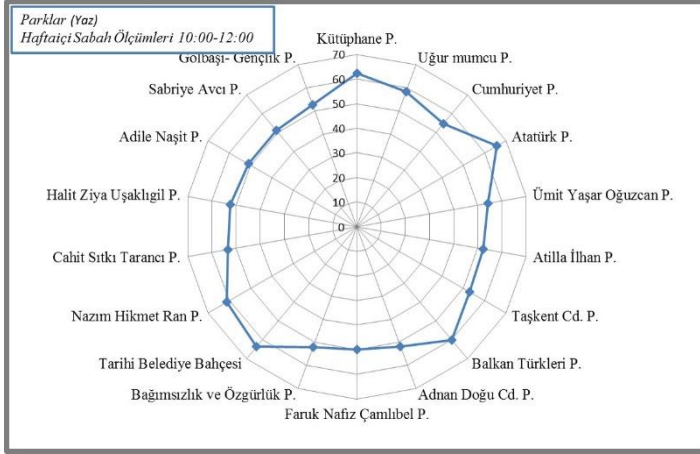 Parklar (Yaz)
Haftaiçi Sabah Ölçümleri 10:00-12:00
Kütüphane P.
Gölbaşı- Gençlik P.
Uğur mumcu P.
Sabriye Avcı P.
Cumhuriyet P.
Adile Naşit P.
Atatürk P.
Halit Ziya Uşaklıgil P.
Ümit Yaşar Oğuzcan P.
Cahit Sıtkı Tarancı P.
Atilla İlhan P.
Nazım Hikmet Ran P.
Taşkent Cd. P.
Tarihi Belediye Bahçesi
Balkan Türkleri P.
Bağımsızlık ve Özgürlük P.
Adnan Doğu Cd. P.
Faruk Nafız Çamlıbel P.
70
60
50
40
30
20
10
0